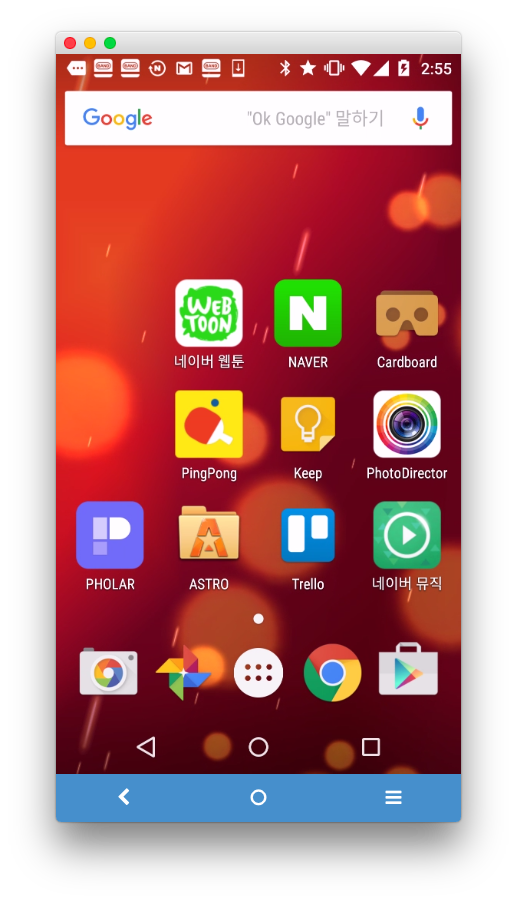 2:55
Google "Ok Google" 말하기
WEB
TOON
N
네이버 웹툰 NAVER Cardboard
PingPong Keep PhotoDirector
PHOLAR ASTRO Trello 네이버 뮤직